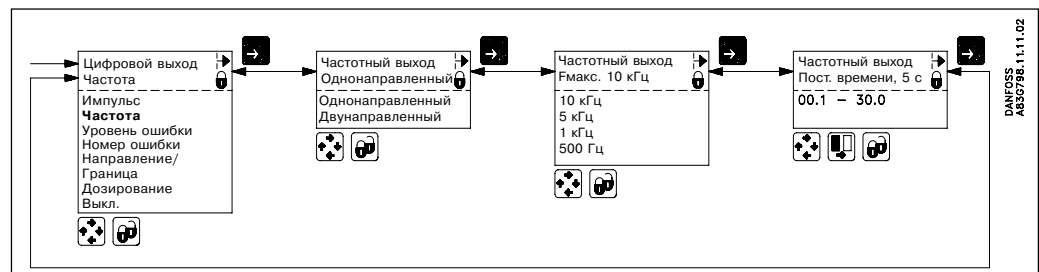 Цифровой выход
Частота
Импульс
Частота
Уровень ошибки
Номер ошибки
Направление/
Граница
Дозирование
Выкл.
Частотный выход
Однонаправленный
Однонаправленный
Двунаправленный
Частотный выход
Fмакс. 10 кГц
10 кГц
5 кГц
1 кГц
500 Гц
Частотный выход
Пост. времени, 5 с
00.1 – 30.0
DANFOSS
A83G798.11.11.02